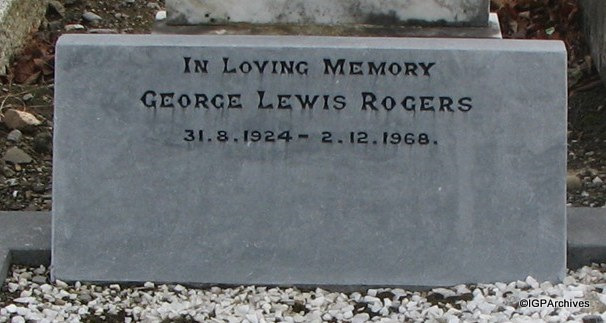 In Loving Memory
George Lewis Rogers
31.8.1924 – 2.12.1968.
©IGPArchives